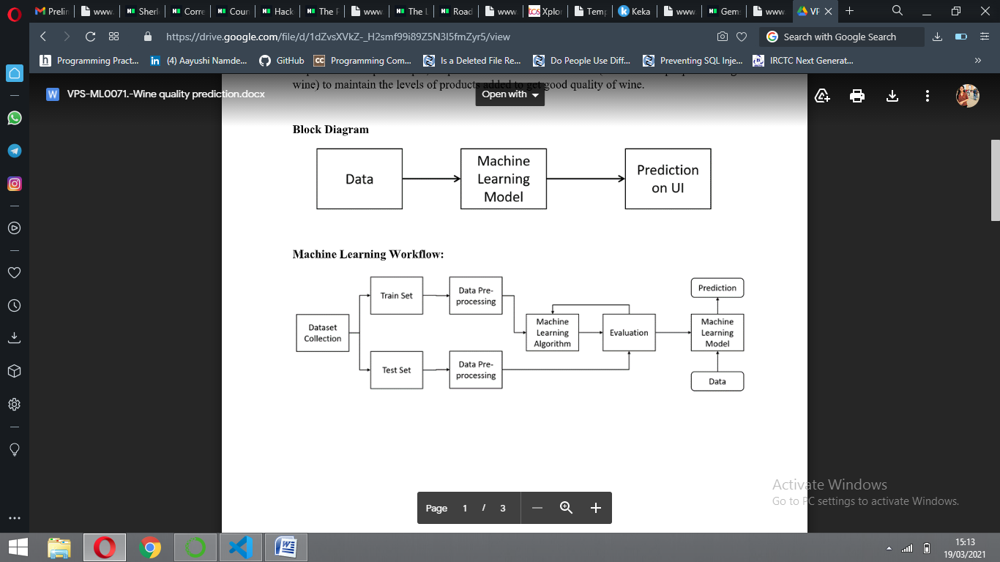 Prelin
www.
Sherl
Corre
Coun
Hack
The F
www.
The L
Road
www
tcs Xplor
Temp
Keka
www
Gem
www.
VF
https://drive.google.com/file/d/1dZvsXVkZ-_H2smf99i89Z5N3I5fmZyr5/view
Search with Google Search
Programming Pract...
(4) Aayushi Namde...
GitHub
Programming Com...
Is a Deleted File Re...
Do People Use Diff...
Preventing SQL Inje...
IRCTC Next Generat...
wine) to maintain the levels of products added to get good quality of wine.
W VPS-ML0071.-Wine quality prediction.docx
Open with
Block Diagram
Data
Machine
Learning
Model
Prediction
on UI
Machine Learning Workflow:
Dataset
Collection
Train Set
Data Pre-
processing
Test Set
Data Pre-
processing
Machine
Learning
Algorithm
Evaluation
Prediction
Machine
Learning
Model
Data
Activate Windows
Go to PC settings to activate Windows.
Page 1 / 3
15:13
19/03/2021